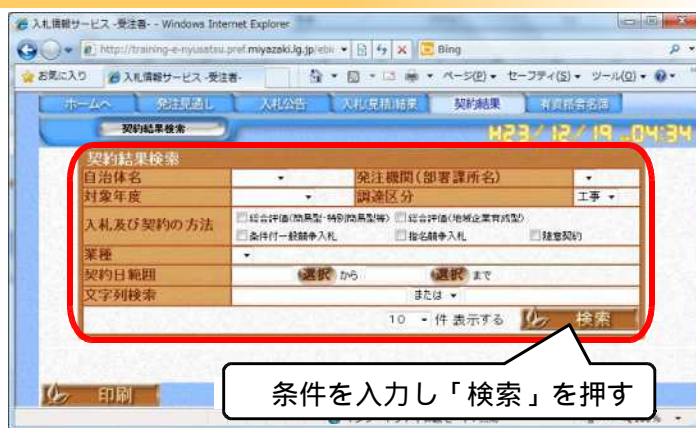 入札情報サービス -受注者- - Windows Internet Explorer
http://training-e-nyusatsu.pref.miyazaki.lg.jp/ebi
Bing
お気に入り
入札情報サービス -受注者-
ページ(P)
セーフティ(S)
ツール(O)
ホームへ
発注見通し
入札公告
入札/見積結果
契約結果
有資格者名簿
契約結果検索
H23/12/19 04:34
契約結果検索
自治体名
発注機関(部署課所名)
対象年度
調達区分
工事
入札及び契約の方法
総合評価(簡易型・特別簡易型等)
総合評価(地域企業育成型)
条件付一般競争入札
指名競争入札
随意契約
業種
契約日範囲
選択 から
選択 まで
文字列検索
または
10 件 表示する
検索
条件を入力し「検索」を押す
印刷